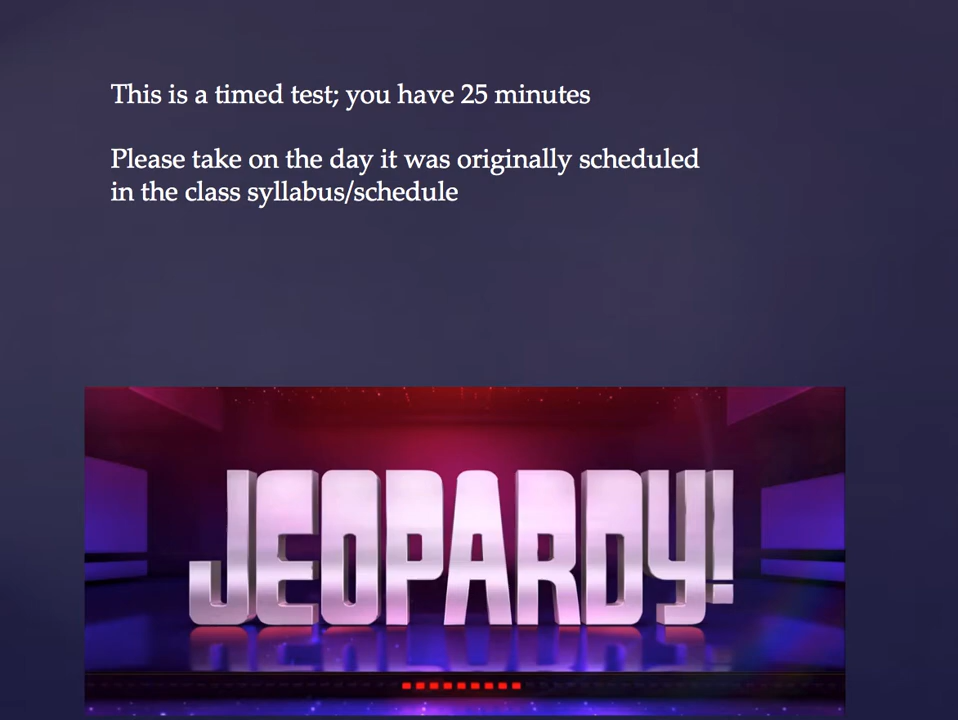 This is a timed test; you have 25 minutes
Please take on the day it was originally scheduled
in the class syllabus/schedule
JEOPARDY!